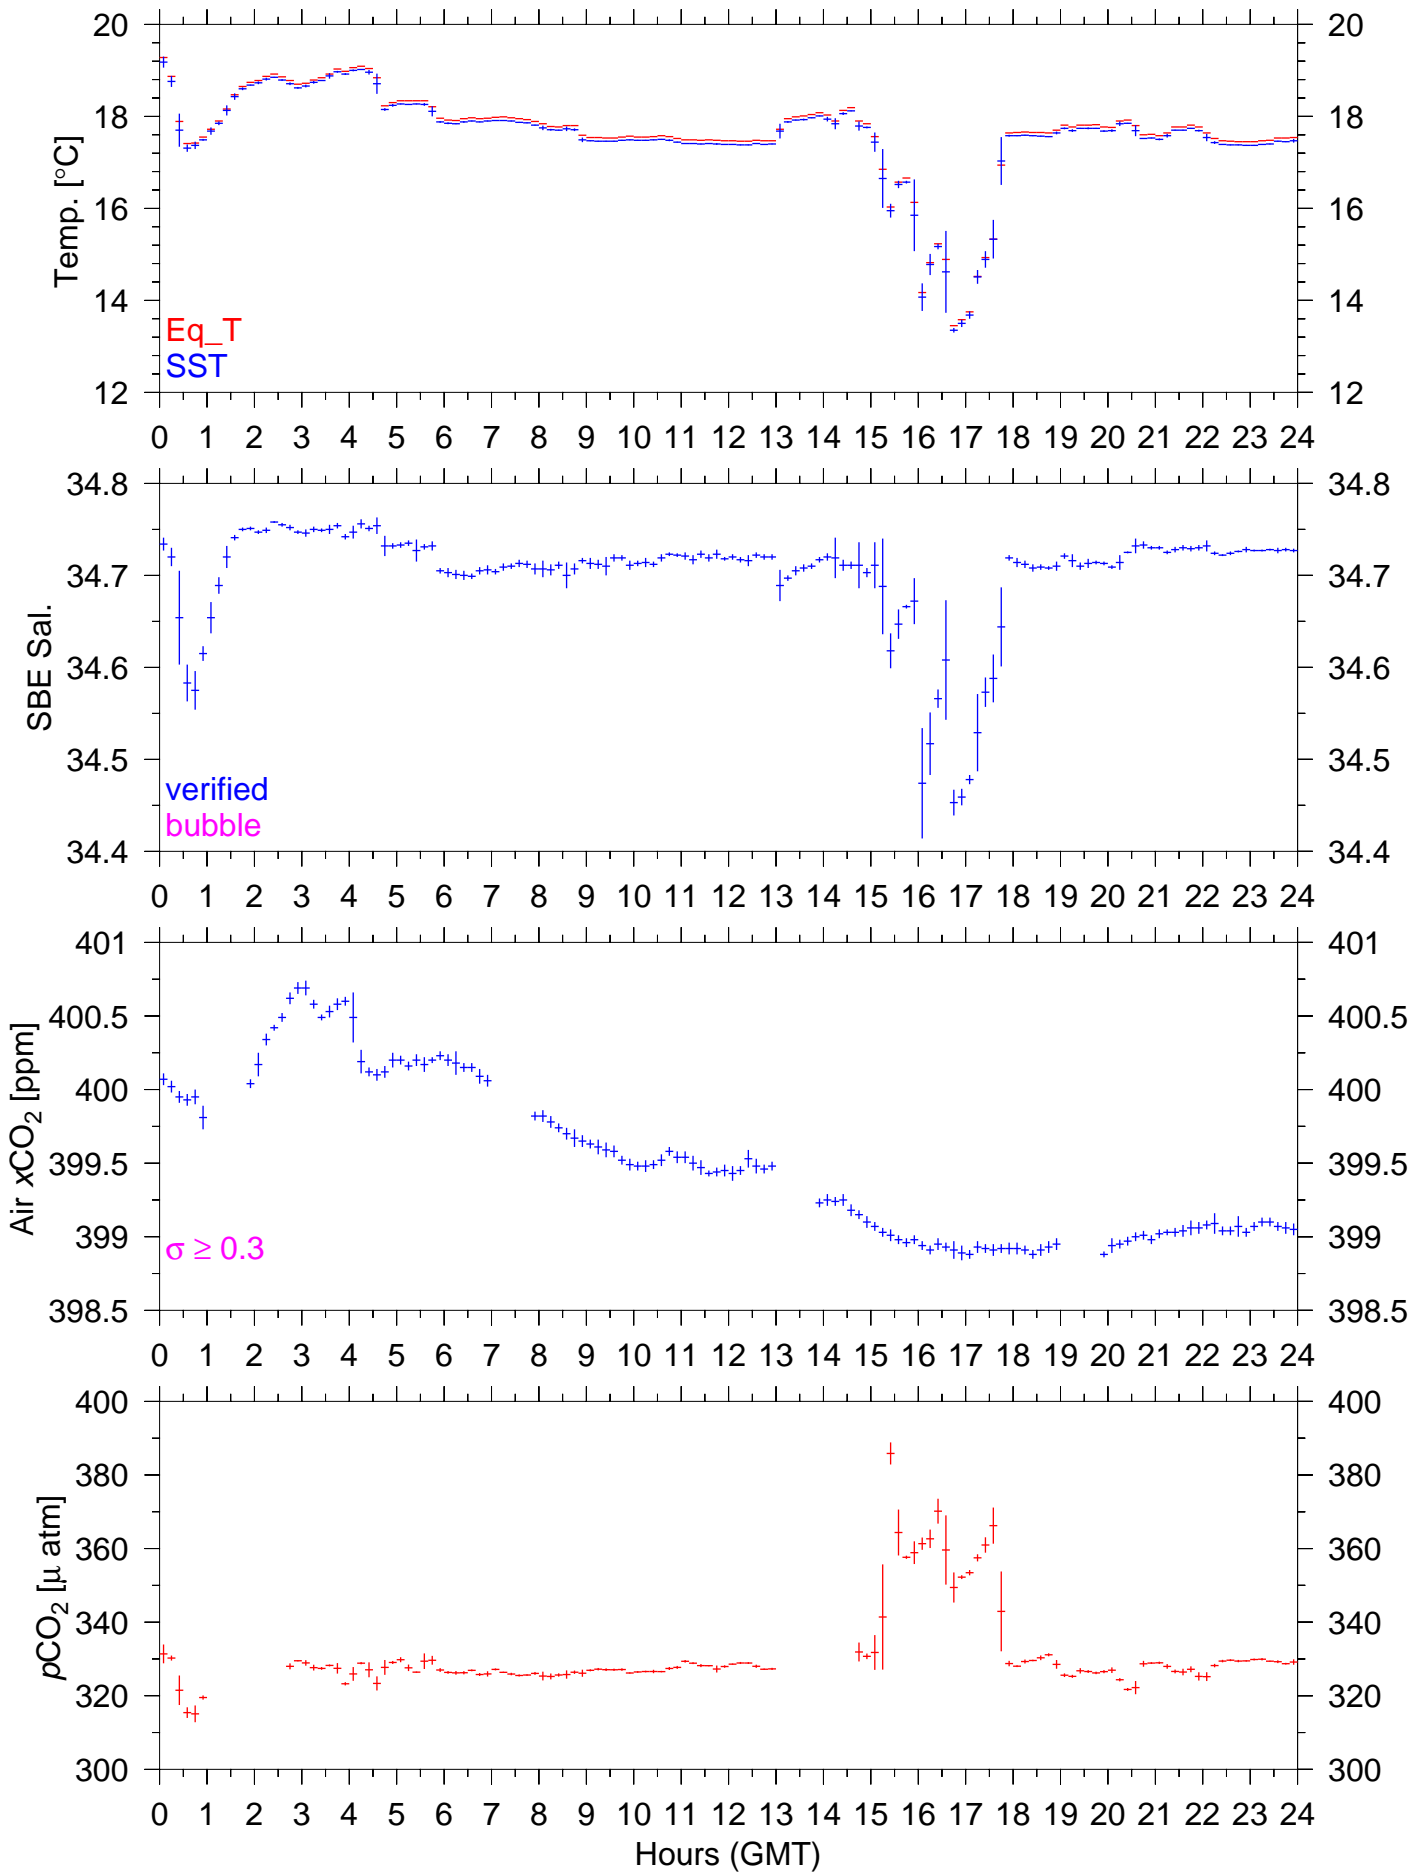 20 20
18 18
16 16
14 14
12 12
Temp. [°C]
Eq_T
SST
0 1 2 3 4 5 6 7 8 9 10 11 12 13 14 15 16 17 18 19 20 21 22 23 24
34.8 34.8
34.7 34.7
34.6 34.6
34.5 34.5
34.4 34.4
SBE Sal.
verified
bubble
0 1 2 3 4 5 6 7 8 9 10 11 12 13 14 15 16 17 18 19 20 21 22 23 24
401 401
400.5 400.5
400 400
399.5 399.5
399 399
398.5 398.5
Air xCO₂ [ppm]
σ ≥ 0.3
0 1 2 3 4 5 6 7 8 9 10 11 12 13 14 15 16 17 18 19 20 21 22 23 24
400 400
380 380
360 360
340 340
320 320
300 300
pCO₂ [μ atm]
0 1 2 3 4 5 6 7 8 9 10 11 12 13 14 15 16 17 18 19 20 21 22 23 24
Hours (GMT)